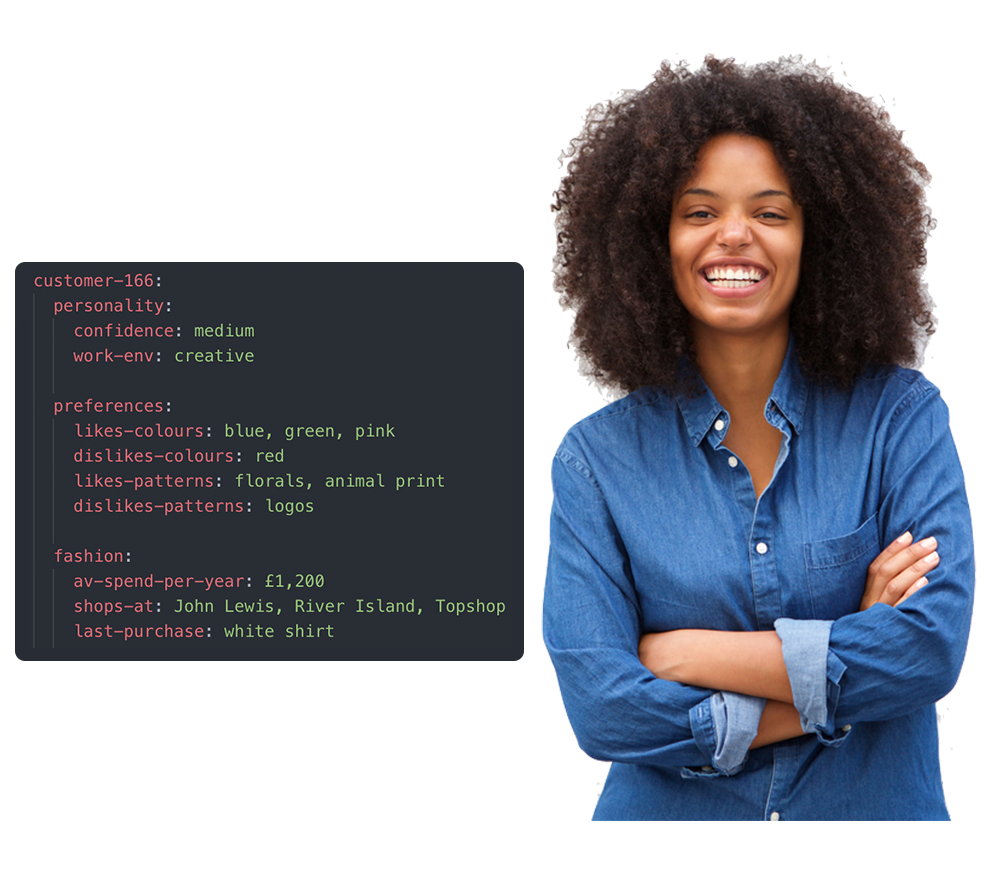 customer-166:
personality:
confidence: medium
work-env: creative
preferences:
likes-colours: blue, green, pink
dislikes-colours: red
likes-patterns: florals, animal print
dislikes-patterns: logos
fashion:
av-spend-per-year: £1,200
shops-at: John Lewis, River Island, Topshop
last-purchase: white shirt